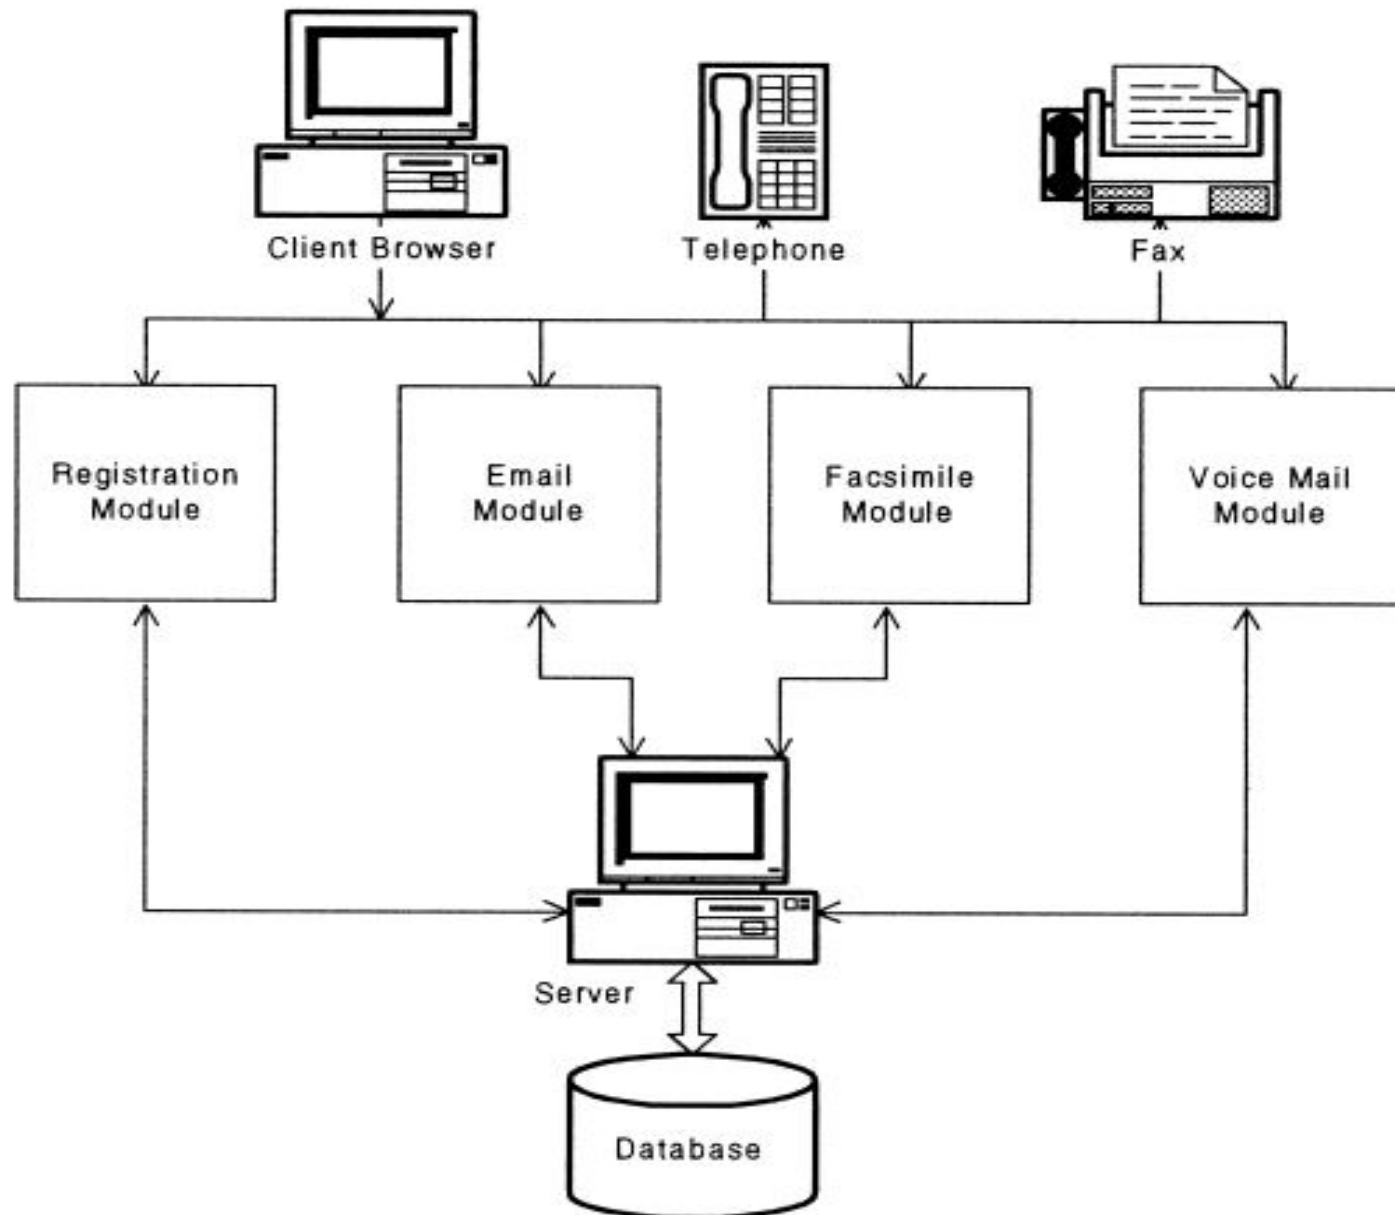 Client Browser
Telephone
Fax
Registration
Module
Email
Module
Facsimile
Module
Voice Mail
Module
Server
Database